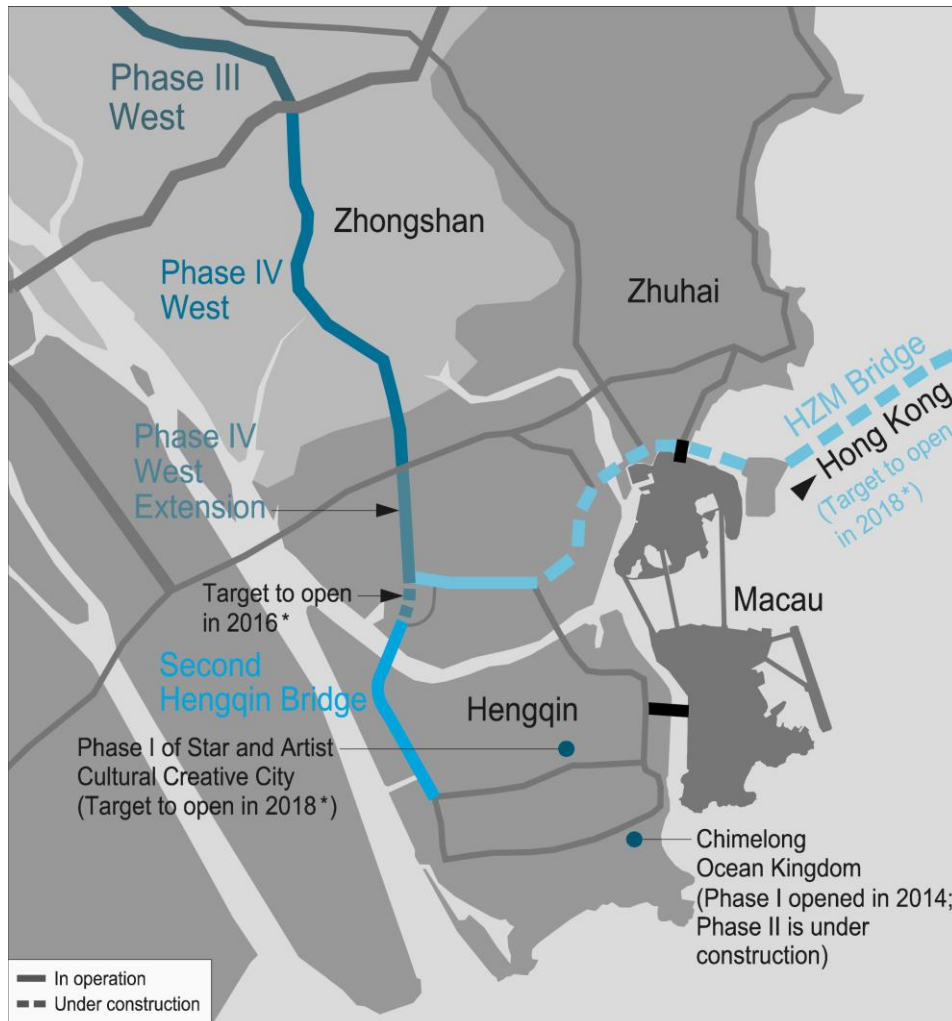 Phase III
West
Zhongshan
Phase IV
West
Zhuhai
HZM Bridge
Hong Kong
(Target to open
in 2018*)
Phase IV
West
Extension
Target to open
in 2016*
Macau
Second
Hengqin Bridge
Hengqin
Phase I of Star and Artist
Cultural Creative City
(Target to open in 2018*)
Chimelong
Ocean Kingdom
(Phase I opened in 2014;
Phase II is under
construction)
In operation
Under construction